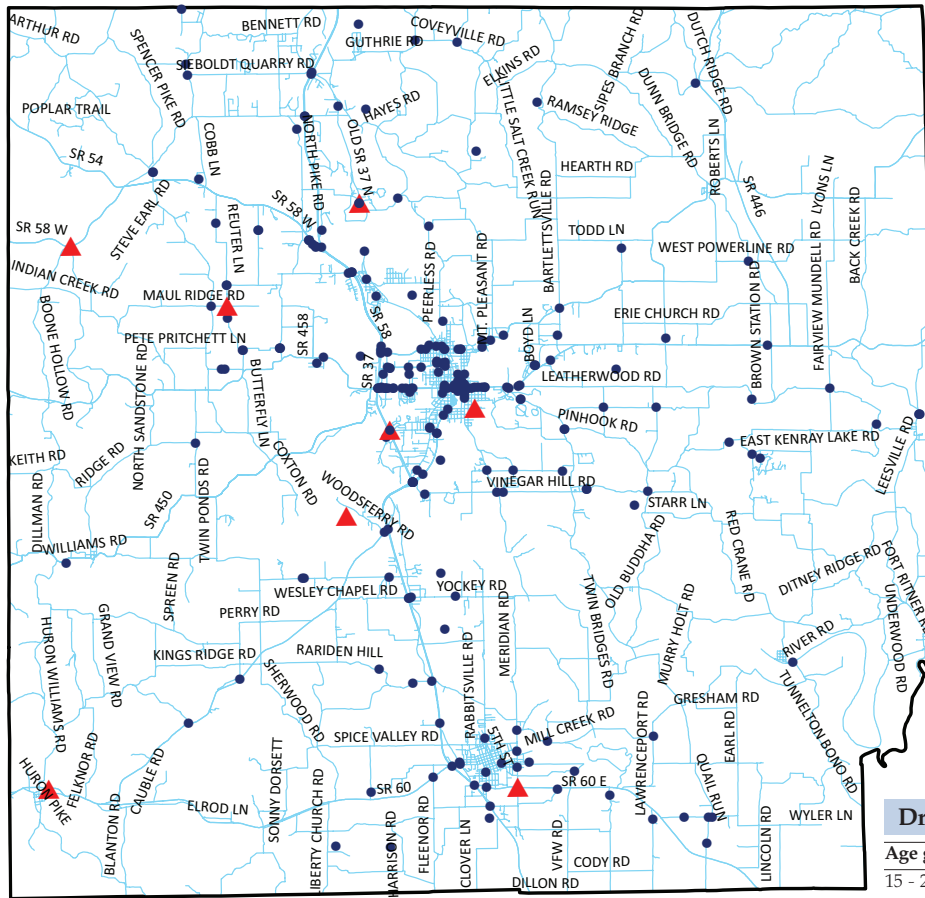 ARTHUR RD
BENNETT RD
COVEYVILLE RD
GUTHRIE RD
SPENCER PIKE RD
SIEBOLDT QUARRY RD
ELKINS RD
SIPES BRANCH RD
DUTCH RIDGE RD
DUNN BRIDGE RD
POPLAR TRAIL
HAYES RD
LITTLE SALT CREEK RUN
RAMSEY RIDGE
SR 54
COBB LN
NORTH PIKE RD
OLD SR 37 N
HEARTH RD
ROBERTS LN
SR 446
LYONS LN
SR 58 W
STEVE EARL RD
REUTER LN
SR 58 W
BARTLETTSVILLE RD
TODD LN
WEST POWERLINE RD
BACK CREEK RD
INDIAN CREEK RD
MAUL RIDGE RD
PEERLESS RD
MT. PLEASANT RD
FAIRVIEW MUNDELL RD
BOONE HOLLOW RD
PETE PRITCHETT LN
SR 458
SR 58
BOYD LN
ERIE CHURCH RD
BROWN STATION RD
SR 37
LEATHERWOOD RD
NORTH SANDSTONE RD
BUTTERFLY LN
PINHOOK RD
EAST KENRAY LAKE RD
LEESVILLE RD
KEITH RD
RIDGE RD
COXTON RD
VINEGAR HILL RD
DILLMAN RD
SR 450
TWIN PONDS RD
WOODSFERRY RD
STARR LN
WILLIAMS RD
OLD BUDDHA RD
RED CRANE RD
SPREEN RD
WESLEY CHAPEL RD
YOCKEY RD
TWIN BRIDGES RD
DITNEY RIDGE RD
FORT RITNER RD
UNDERWOOD RD
PERRY RD
MERIDIAN RD
HURON WILLIAMS RD
GRAND VIEW RD
KINGS RIDGE RD
RARIDEN HILL
MURRY HOLT RD
RIVER RD
SHERWOOD RD
RABBITSVILLE RD
GRESHAM RD
TUNNELTON BONO RD
SPICE VALLEY RD
5TH ST
MILL CREEK RD
LAWRENCEPORT RD
EARL RD
HURON PIKE
FELKNOR RD
CAUBLE RD
SONNY DORSETT
SR 60
SR 60 E
QUAIL RUN
ELROD LN
BLANTON RD
LIBERTY CHURCH RD
HARRISON RD
FLEENOR RD
CLOVER LN
VFW RD
CODY RD
LINCOLN RD
WYLER LN
DILLON RD
Dr
Age g
15 - 2